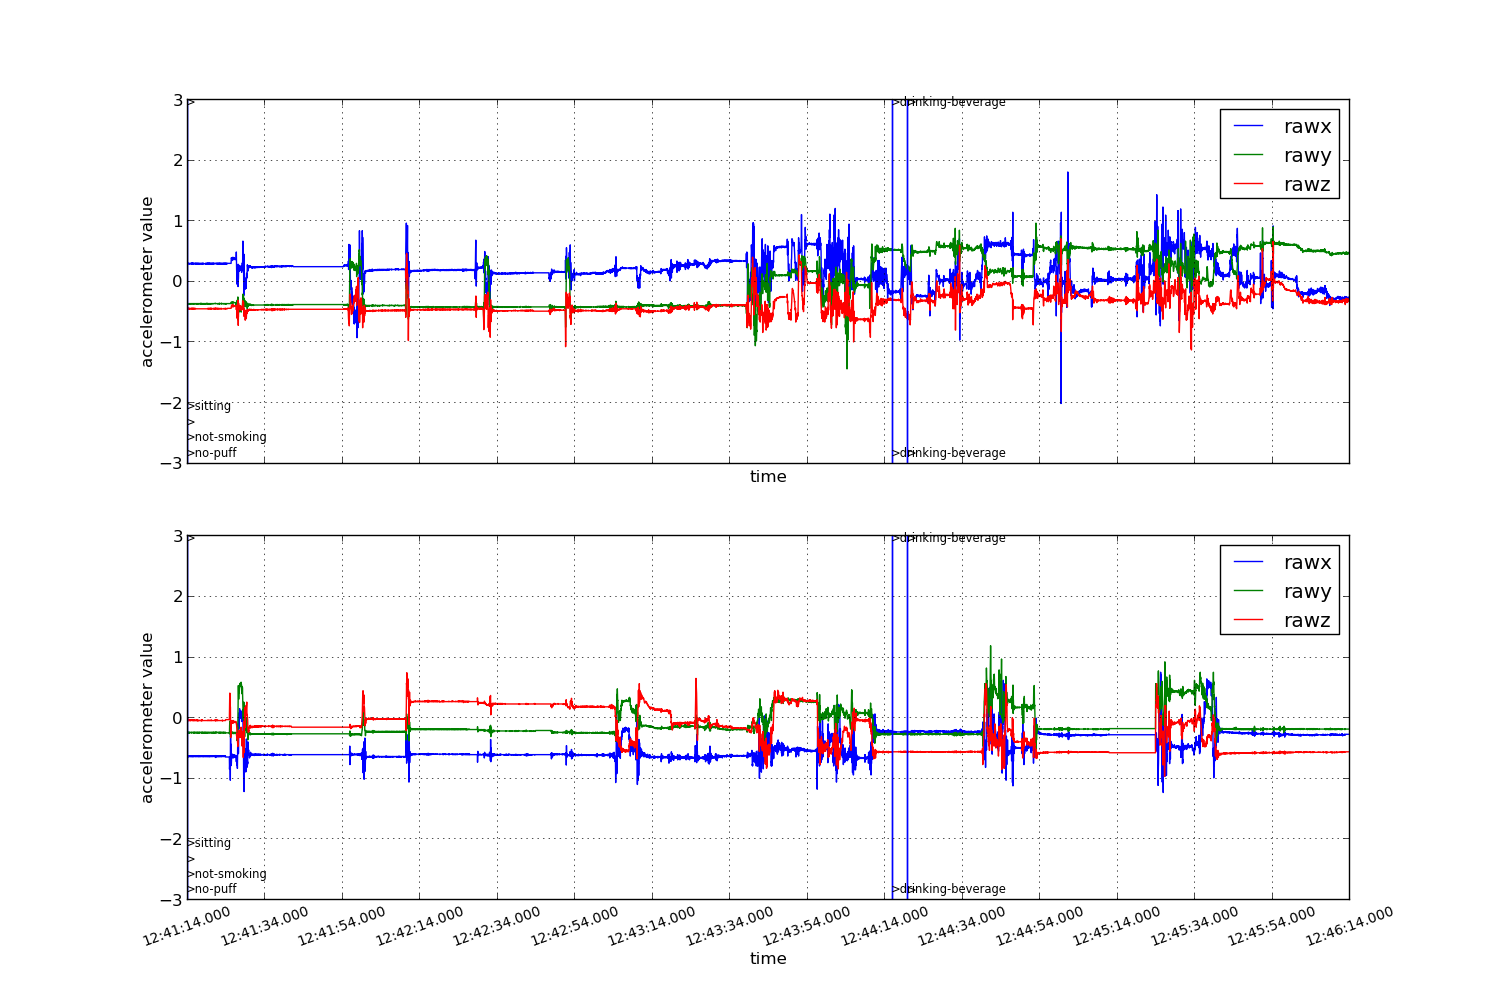 3
>
>drinking-beverage
>
rawx
rawy
rawz
2
1
0
−1
−2
−3
accelerometer value
>sitting
>
>not-smoking
>no-puff
>drinking-beverage
>
time
3
>
>drinking-beverage
>
rawx
rawy
rawz
2
1
0
−1
−2
−3
accelerometer value
>sitting
>
>not-smoking
>no-puff
>drinking-beverage
>
12:41:14.000
12:41:34.000
12:41:54.000
12:42:14.000
12:42:34.000
12:42:54.000
12:43:14.000
12:43:34.000
12:43:54.000
12:44:14.000
12:44:34.000
12:44:54.000
12:45:14.000
12:45:34.000
12:45:54.000
12:46:14.000
time